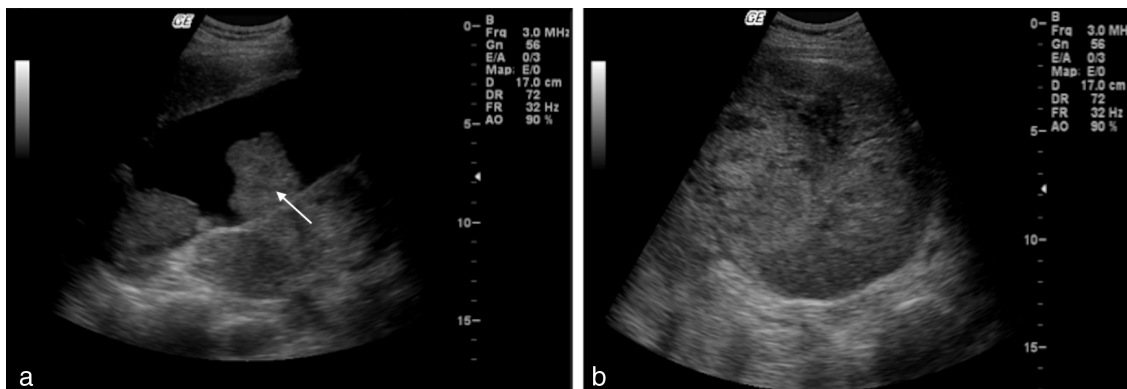 GE
0
5
10
15
B
Frq 3.0 MHz
Gn 56
E/A 0/3
Map: E/0
D 17.0 cm
DR 72
FR 32 Hz
AO 90 %
a
GE
0
5
10
15
B
Frq 3.0 MHz
Gn 56
E/A 0/3
Map: E/0
D 17.0 cm
DR 72
FR 32 Hz
AO 90 %
b